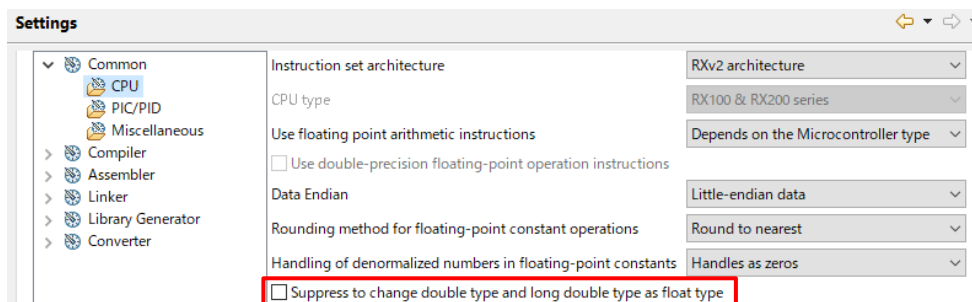 Settings
Common
CPU
PIC/PID
Miscellaneous
Compiler
Assembler
Linker
Library Generator
Converter
Instruction set architecture RXv2 architecture
CPU type RX100 & RX200 series
Use floating point arithmetic instructions Depends on the Microcontroller type
Use double-precision floating-point operation instructions
Data Endian Little-endian data
Rounding method for floating-point constant operations Round to nearest
Handling of denormalized numbers in floating-point constants Handles as zeros
Suppress to change double type and long double type as float type